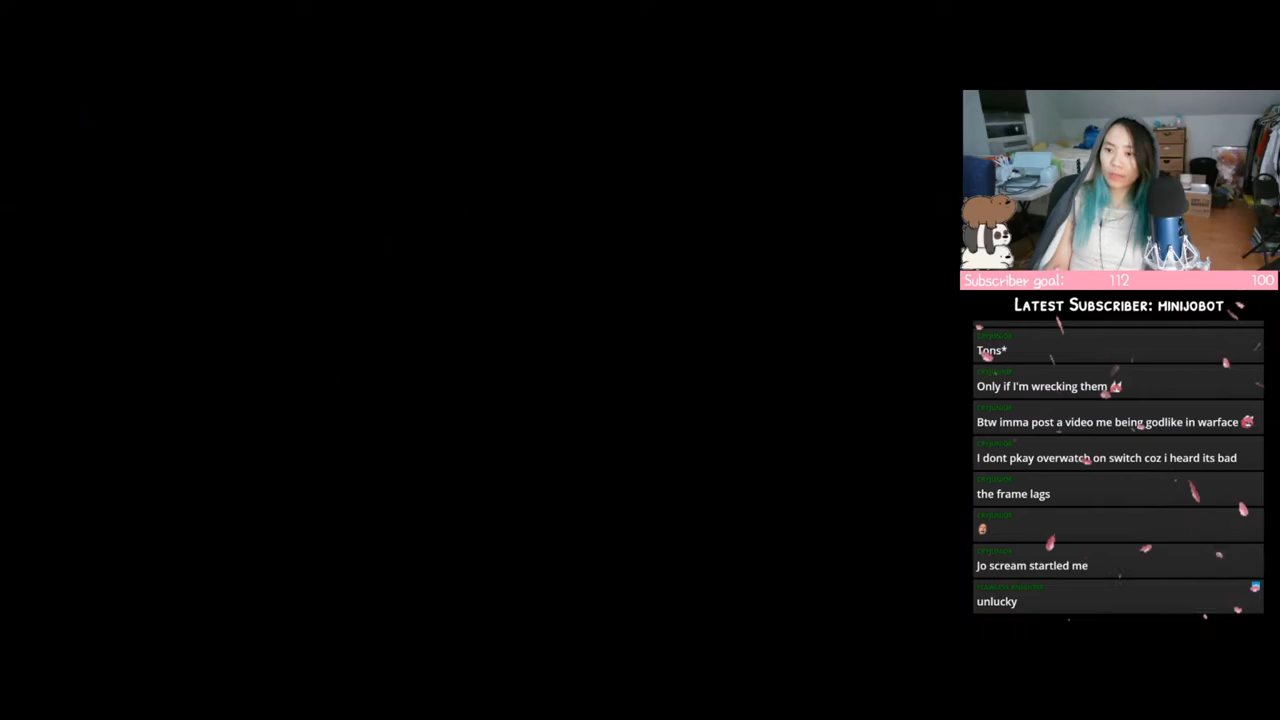 Subscriber goal: 112 100
Latest Subscriber: minijobot
Tons*
Only if I'm wrecking them
Btw imma post a video me being godlike in warface
I dont pkay overwatch on switch coz i heard its bad
the frame lags
Jo scream startled me
unlucky